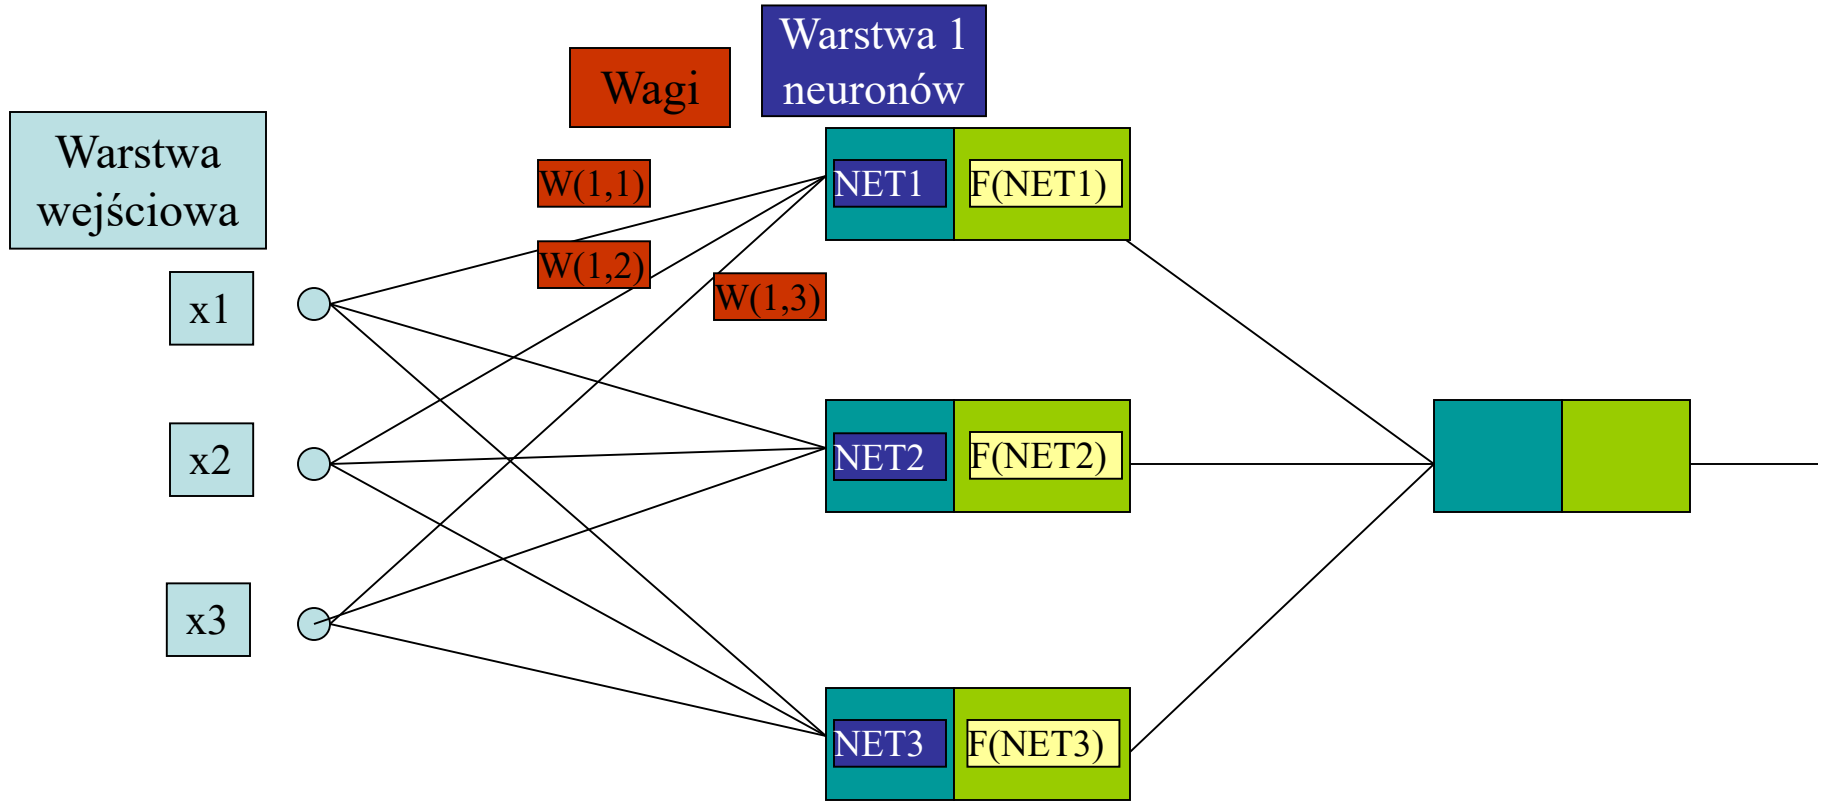 Warstwa 1
neuronów
Wagi
Warstwa
wejściowa
W(1,1)
NET1
F(NET1)
W(1,2)
W(1,3)
x1
x2
NET2
F(NET2)
x3
NET3
F(NET3)